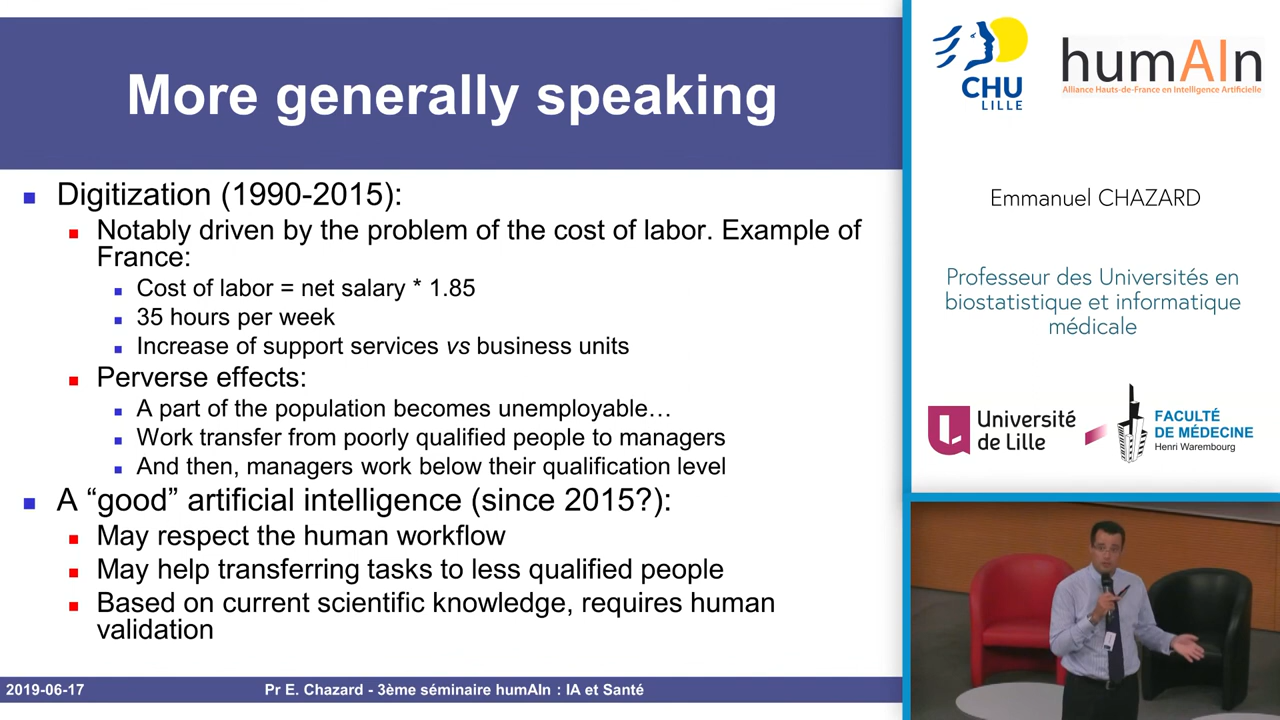 More generally speaking
Digitization (1990-2015):
Notably driven by the problem of the cost of labor. Example of
France:
Cost of labor = net salary * 1.85
35 hours per week
Increase of support services vs business units
Perverse effects:
A part of the population becomes unemployable…
Work transfer from poorly qualified people to managers
And then, managers work below their qualification level
A “good” artificial intelligence (since 2015?):
May respect the human workflow
May help transferring tasks to less qualified people
Based on current scientific knowledge, requires human
validation
2019-06-17
Pr E. Chazard - 3ème séminaire humAIn : IA et Santé
CHU
LILLE
humAIn
Alliance Hauts-de-France en Intelligence Artificielle
Emmanuel CHAZARD
Professeur des Universités en
biostatistique et informatique
médicale
Université
de Lille
FACULTÉ
DE MÉDECINE
Henri Warembourg